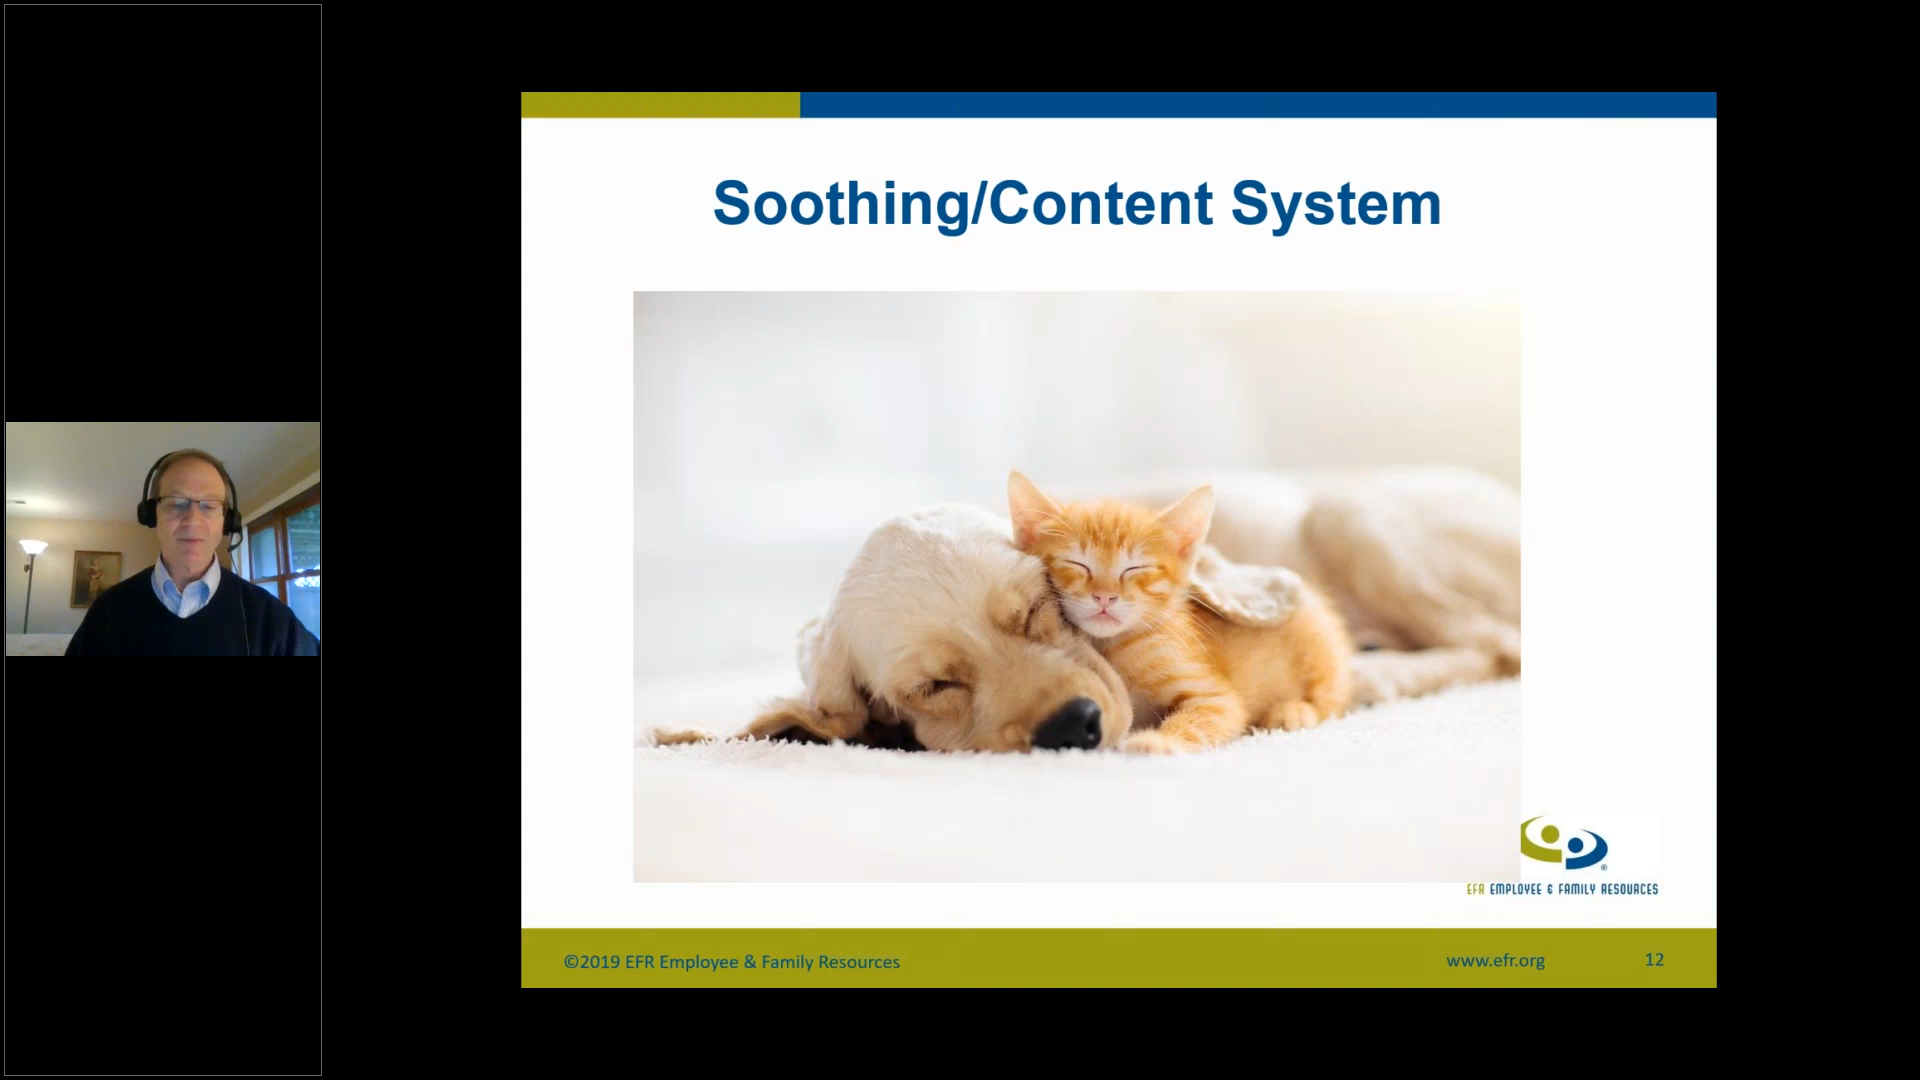 Soothing/Content System
®
EFR EMPLOYEE & FAMILY RESOURCES
©2019 EFR Employee & Family Resources
www.efr.org
12